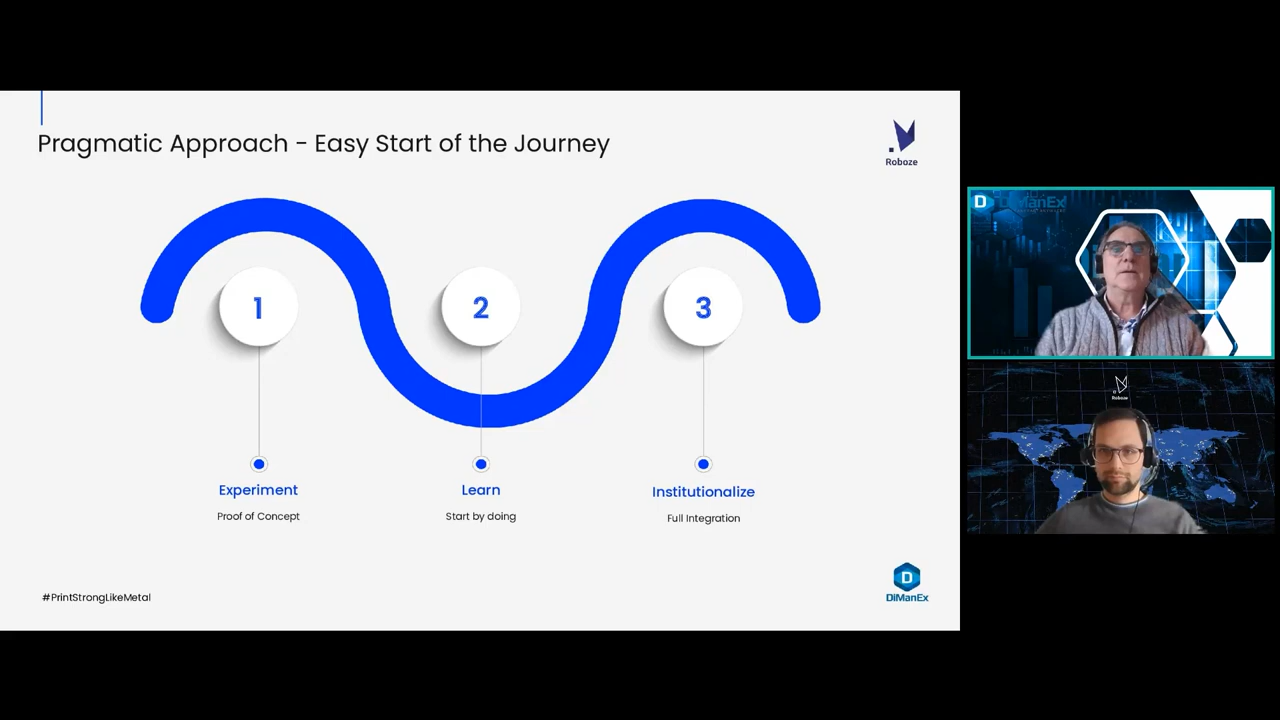 Pragmatic Approach - Easy Start of the Journey
Roboze
1
2
3
Experiment
Learn
Institutionalize
Proof of Concept
Start by doing
Full Integration
#PrintStrongLikeMetal
D
DiManEx
D DiManEx
Roboze